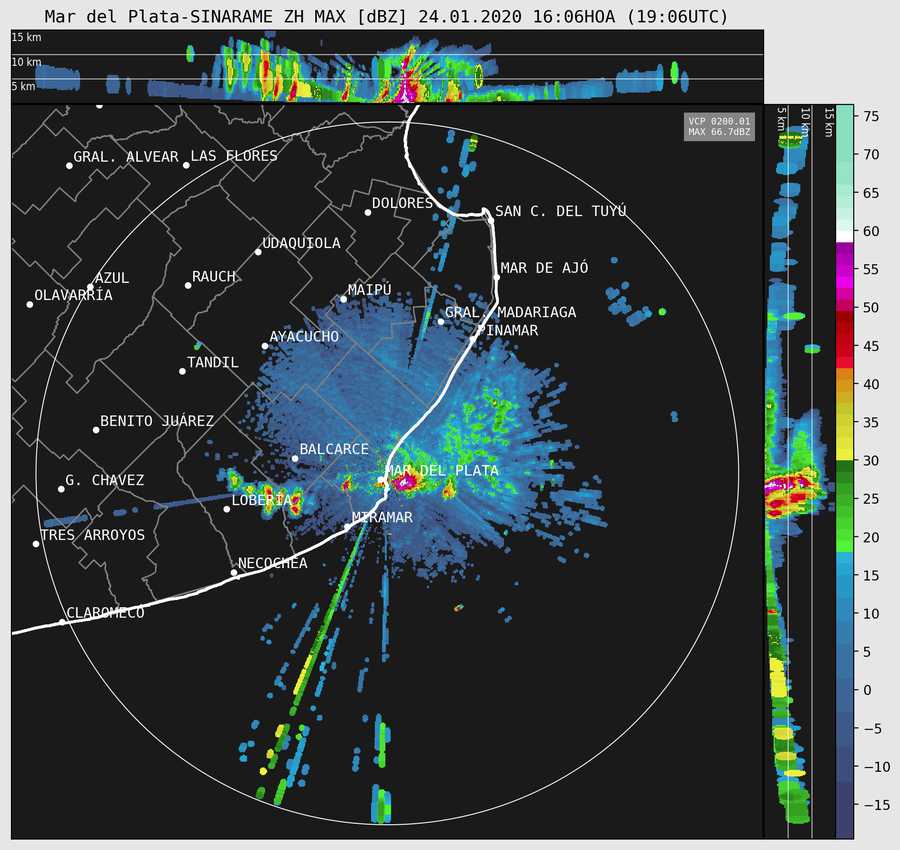 Mar del Plata-SINARAME ZH MAX [dBZ] 24.01.2020 16:06HOA (19:06UTC)
15 km
10 km
5 km
VCP 0200.01
MAX 66.7dBZ
5 km
10 km
15 km
GRAL. ALVEAR
LAS FLORES
DOLORES
SAN C. DEL TUYÚ
UDAQUIOLA
MAR DE AJÓ
AZUL
RAUCH
OLAVARRÍA
MAIPÚ
GRAL. MADARIAGA
PINAMAR
AYACUCHO
TANDIL
BENITO JUÁREZ
BALCARCE
MAR DEL PLATA
G. CHAVEZ
LOBERÍA
MIRAMAR
TRES ARROYOS
NECOCHEA
CLAROMECÓ
75
70
65
60
55
50
45
40
35
30
25
20
15
10
5
0
−5
−10
−15